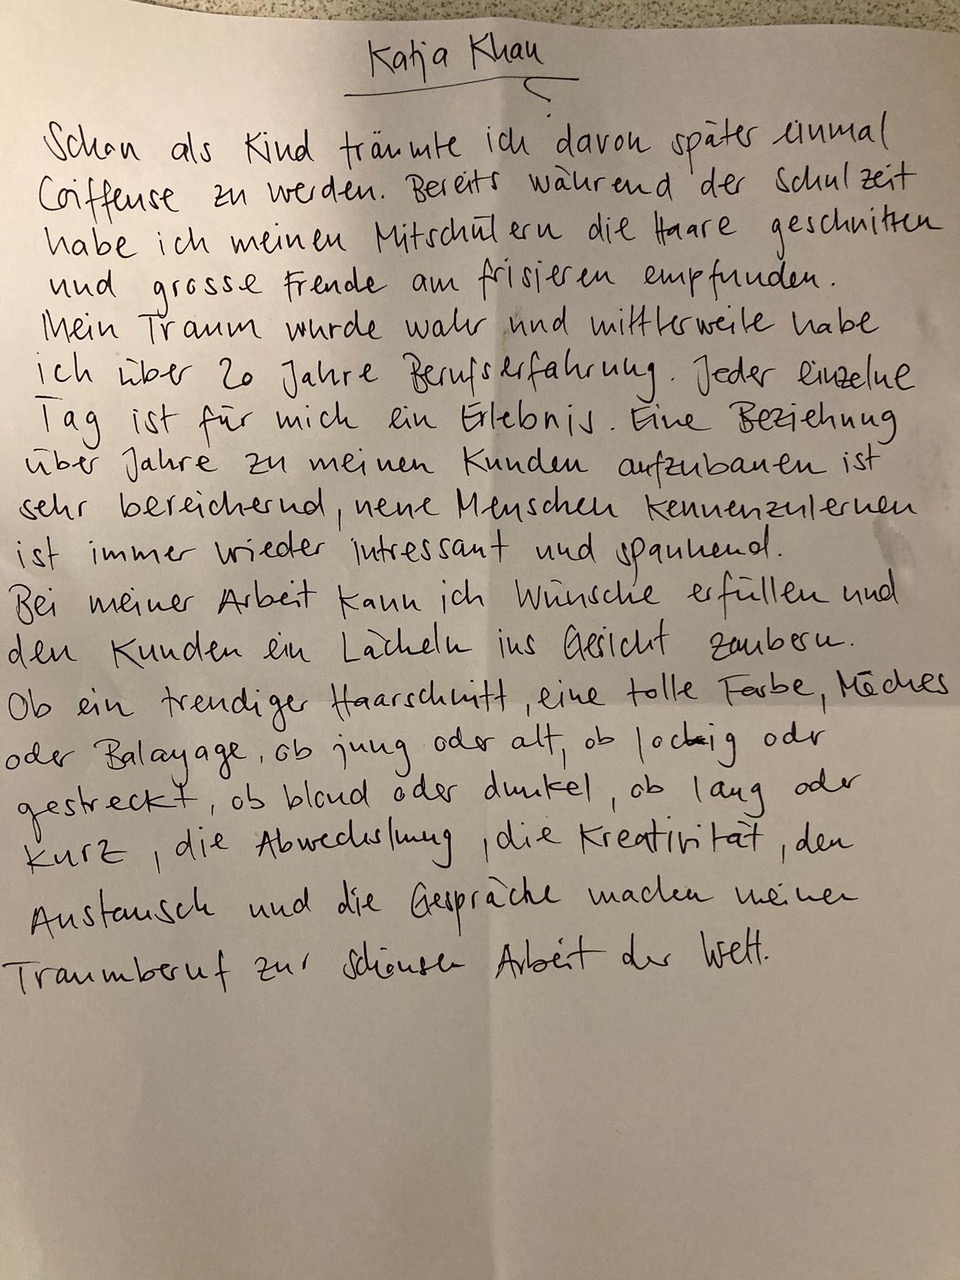 Katja Khan
Schon als Kind träumte ich davon später einmal
Coiffeuse zu werden. Bereits während der Schulzeit
habe ich meinen Mitschülern die Haare geschnitten
und grosse Freude am frisieren empfunden.
Mein Traum wurde wahr und mittlerweile habe
ich über 20 Jahre Berufserfahrung. Jeder einzelne
Tag ist für mich ein Erlebnis. Eine Beziehung
über Jahre zu meinen Kunden aufzubauen ist
sehr bereichernd, neue Menschen kennenzulernen
ist immer wieder intressant und spannend.
Bei meiner Arbeit kann ich Wünsche erfüllen und
den Kunden ein Lächeln ins Gesicht zaubern.
Ob ein trendiger Haarschnitt, eine tolle Farbe, Mèches
oder Balayage, ob jung oder alt, ob lockig oder
gestreckt, ob blond oder dunkel, ob lang oder
kurz, die Abwechslung, die Kreativität, den
Austausch und die Gespräche machen meinen
Traumberuf zur schönsten Arbeit der Welt.